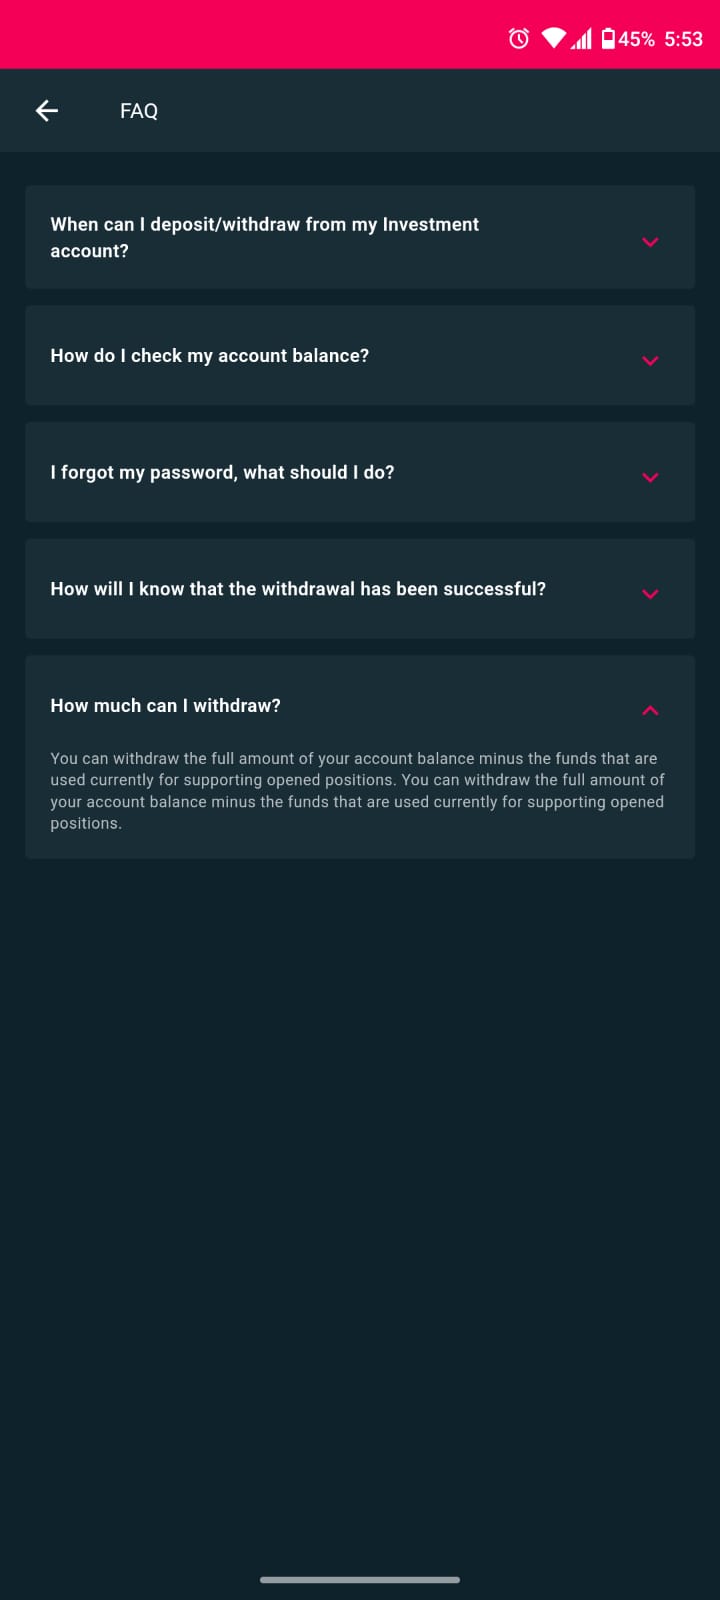 45% 5:53
FAQ
When can I deposit/withdraw from my Investment
account?
How do I check my account balance?
I forgot my password, what should I do?
How will I know that the withdrawal has been successful?
How much can I withdraw?
You can withdraw the full amount of your account balance minus the funds that are
used currently for supporting opened positions. You can withdraw the full amount of
your account balance minus the funds that are used currently for supporting opened
positions.